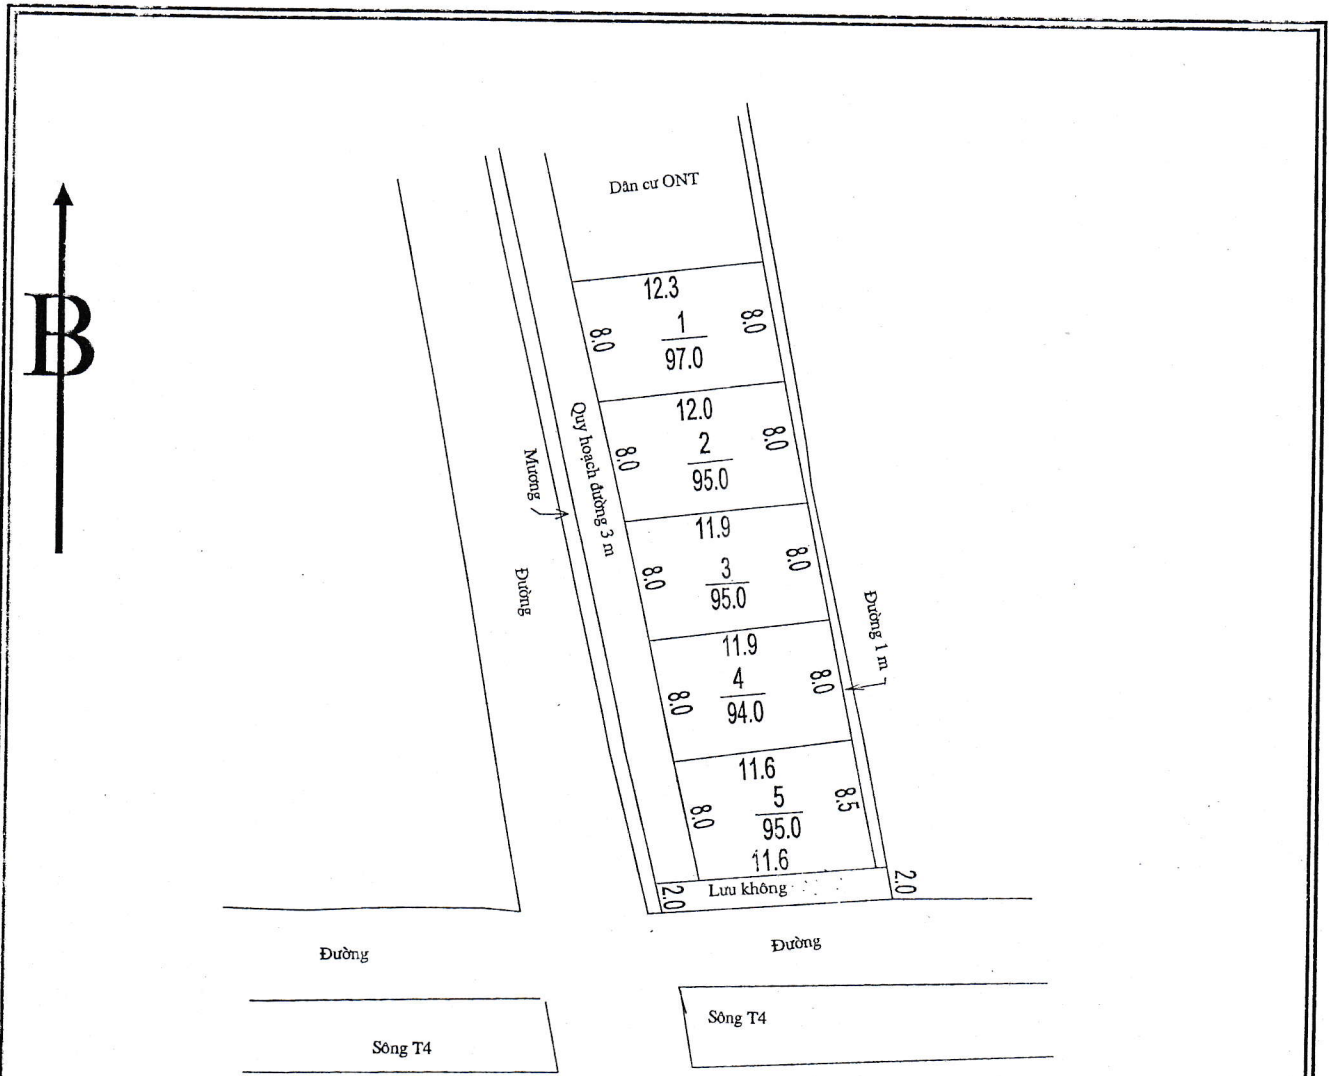 Dân cư ONT
B
12.3
8.0
1
97.0
8.0
12.0
8.0
2
95.0
8.0
Quy hoạch đường 3 m
Mương
11.9
8.0
3
95.0
8.0
Đường
Đường 1 m
11.9
8.0
4
94.0
8.0
11.6
8.0
5
95.0
8.5
11.6
2.0
Lưu không
2.0
Đường
Đường
Sông T4
Sông T4